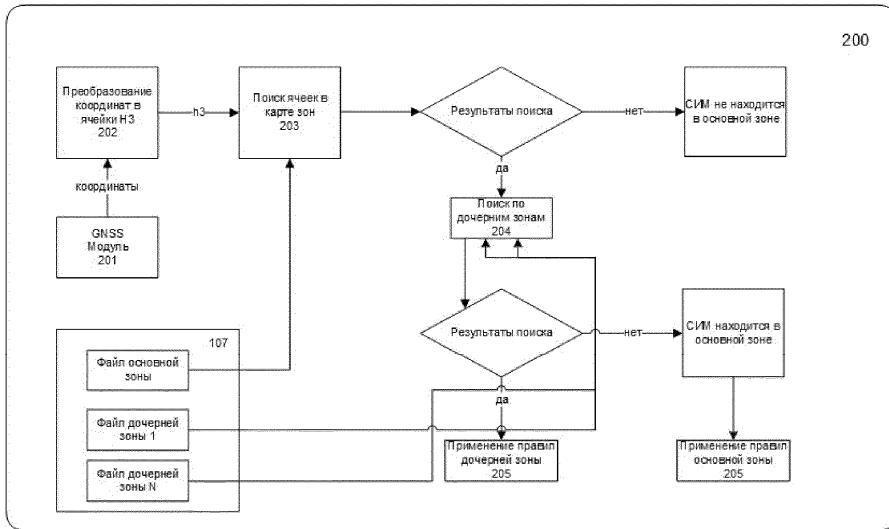 200
Преобразование
координат в
ячейки H3
202
h3
Поиск ячеек в
карте зон
203
Результаты поиска
нет
СИМ не находится
в основной зоне
да
координаты
GNSS
Модуль
201
Поиск по
дочерним зонам
204
Результаты поиска
нет
СИМ находится в
основной зоне
да
107
Файл основной
зоны
Файл дочерней
зоны 1
Файл дочерней
зоны N
Применение правил
дочерней зоны
205
Применение правил
основной зоны
205